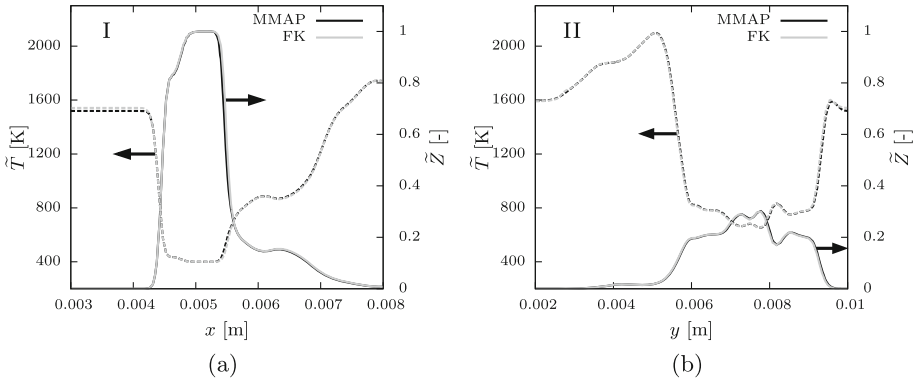 I
MMAP
FK
2000
1600
1200
800
400
T̃ [K]
1
0.8
0.6
0.4
0.2
0
Z̃ [-]
0.003 0.004 0.005 0.006 0.007 0.008
x [m]
(a)
II
MMAP
FK
2000
1600
1200
800
400
T̃ [K]
1
0.8
0.6
0.4
0.2
0
Z̃ [-]
0.002 0.004 0.006 0.008 0.01
y [m]
(b)